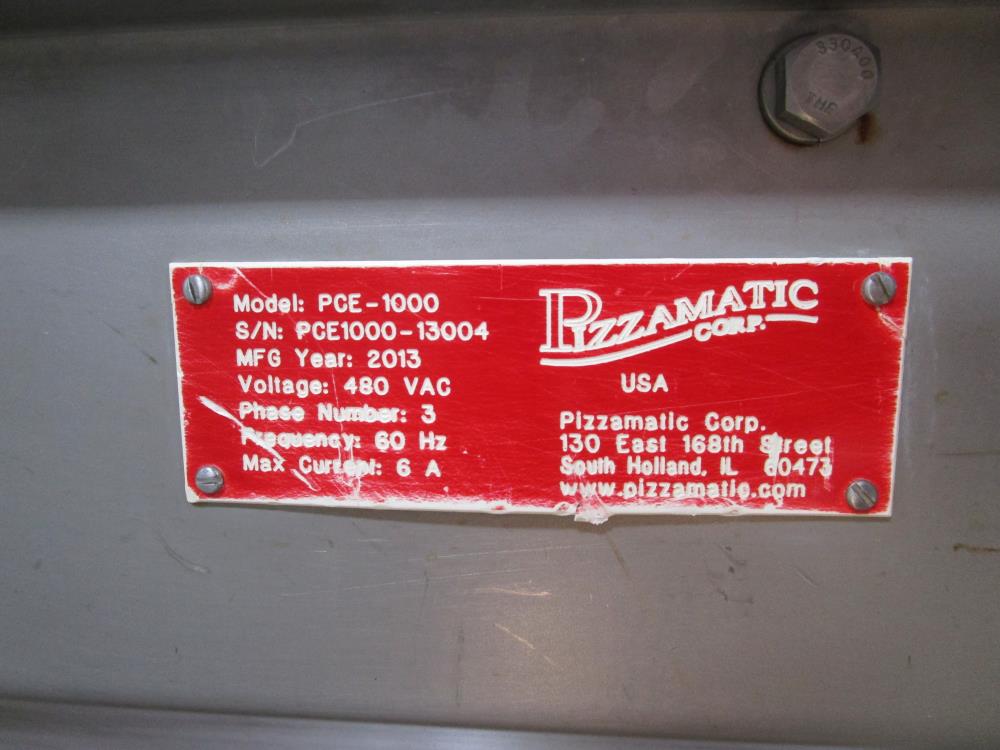 330400
THE
Model: PCE-1000
S/N: PCE1000-13004
MFG Year: 2013
Voltage: 480 VAC
Phase Number: 3
Frequency: 60 Hz
Max Current: 6 A
PIZZAMATIC
CORP.
USA
Pizzamatic Corp.
130 East 168th Street
South Holland, IL 60473
www.pizzamatic.com